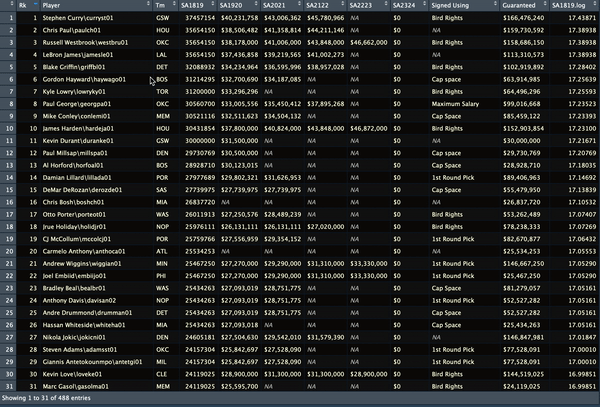 Rk Player Tm SA1819 SA1920 SA2021 SA2122 SA2223 SA2324 Signed Using Guaranteed SA1819.log
1 1 Stephen Curry\curryst01 GSW 37457154 $40,231,758 $43,006,362 $45,780,966 NA $0 Bird Rights $166,476,240 17.43871
2 2 Chris Paul\paulch01 HOU 35654150 $38,506,482 $41,358,814 $44,211,146 NA $0 $159,730,592 17.38938
3 3 Russell Westbrook\westbru01 OKC 35654150 $38,178,000 $41,006,000 $43,848,000 $46,662,000 $0 Bird Rights $158,686,150 17.38938
4 4 LeBron James\jamesle01 LAL 35654150 $37,436,858 $39,219,565 $41,002,273 NA $0 $113,310,573 17.38938
5 5 Blake Griffin\griffbl01 DET 32088932 $34,234,964 $36,595,996 $38,957,028 NA $0 Bird Rights $102,919,892 17.28402
6 6 Gordon Hayward\haywago01 BOS 31214295 $32,700,690 $34,187,085 NA NA $0 Cap space $63,914,985 17.25639
7 7 Kyle Lowry\lowryky01 TOR 31200000 $33,296,296 NA NA NA $0 Bird Rights $64,496,296 17.25593
8 8 Paul George\georgpa01 OKC 30560700 $33,005,556 $35,450,412 $37,895,268 NA $0 Maximum Salary $99,016,668 17.23523
9 9 Mike Conley\conlemi01 MEM 30521116 $32,511,623 $34,504,132 NA NA $0 Cap Space $85,459,122 17.23393
10 10 James Harden\hardeja01 HOU 30431854 $37,800,000 $40,824,000 $43,848,000 $46,872,000 $0 Bird Rights $152,903,854 17.23100
11 11 Kevin Durant\duranke01 GSW 30000000 $31,500,000 NA NA NA $0 $30,000,000 17.21671
12 12 Paul Millsap\millspa01 DEN 29730769 $30,500,000 NA NA NA $0 Cap space $29,730,769 17.20769
13 13 Al Horford\horfoal01 BOS 28928710 $30,123,015 NA NA NA $0 Cap Space $28,928,710 17.18035
14 14 Damian Lillard\lillada01 POR 27977689 $29,802,321 $31,626,953 NA NA $0 1st Round Pick $89,406,963 17.14692
15 15 DeMar DeRozan\derozde01 SAS 27739975 $27,739,975 $27,739,975 NA NA $0 Cap Space $55,479,950 17.13839
16 16 Chris Bosh\boshch01 MIA 26837720 NA NA NA NA $0 $26,837,720 17.10532
17 17 Otto Porter\porteot01 WAS 26011913 $27,250,576 $28,489,239 NA NA $0 Bird Rights $53,262,489 17.07407
18 18 Jrue Holiday\holidjr01 NOP 25976111 $26,131,111 $26,131,111 $27,020,000 NA $0 Bird Rights $78,238,333 17.07269
19 19 CJ McCollum\mccolcj01 POR 25759766 $27,556,959 $29,354,152 NA NA $0 1st Round Pick $82,670,877 17.06432
20 20 Carmelo Anthony\anthoca01 ATL 25534253 NA NA NA NA $0 $25,534,253 17.05553
21 21 Andrew Wiggins\wiggian01 MIN 25467250 $27,270,000 $29,290,000 $31,310,000 $33,330,000 $0 1st Round Pick $146,667,250 17.05290
22 22 Joel Embiid\embiijo01 PHI 25467250 $27,270,000 $29,290,000 $31,310,000 $33,330,000 $0 1st Round Pick $25,467,250 17.05290
23 23 Bradley Beal\bealbr01 WAS 25434263 $27,093,019 $28,751,775 NA NA $0 Cap Space $81,279,057 17.05161
24 24 Anthony Davis\davisan02 NOP 25434263 $27,093,019 $28,751,775 NA NA $0 1st Round Pick $52,527,282 17.05161
25 25 Andre Drummond\drumman01 DET 25434263 $27,093,019 $28,751,775 NA NA $0 Cap Space $52,527,282 17.05161
26 26 Hassan Whiteside\whiteha01 MIA 25434263 $27,093,018 NA NA NA $0 Cap Space $25,434,263 17.05161
27 27 Nikola Jokic\jokicni01 DEN 24605181 $27,504,630 $29,542,010 $31,579,390 NA $0 Bird Rights $146,847,981 17.01847
28 28 Steven Adams\adamsst01 OKC 24157304 $25,842,697 $27,528,090 NA NA $0 1st Round Pick $77,528,091 17.00010
29 29 Giannis Antetokounmpo\antetgi01 MIL 24157304 $25,842,697 $27,528,090 NA NA $0 1st Round Pick $77,528,091 17.00010
30 30 Kevin Love\loveke01 CLE 24119025 $28,900,000 $31,300,000 $31,300,000 $28,900,000 $0 Bird Rights $144,519,025 16.99851
31 31 Marc Gasol\gasolma01 MEM 24119025 $25,595,700 NA NA NA $0 Bird Rights $24,119,025 16.99851
Showing 1 to 31 of 488 entries